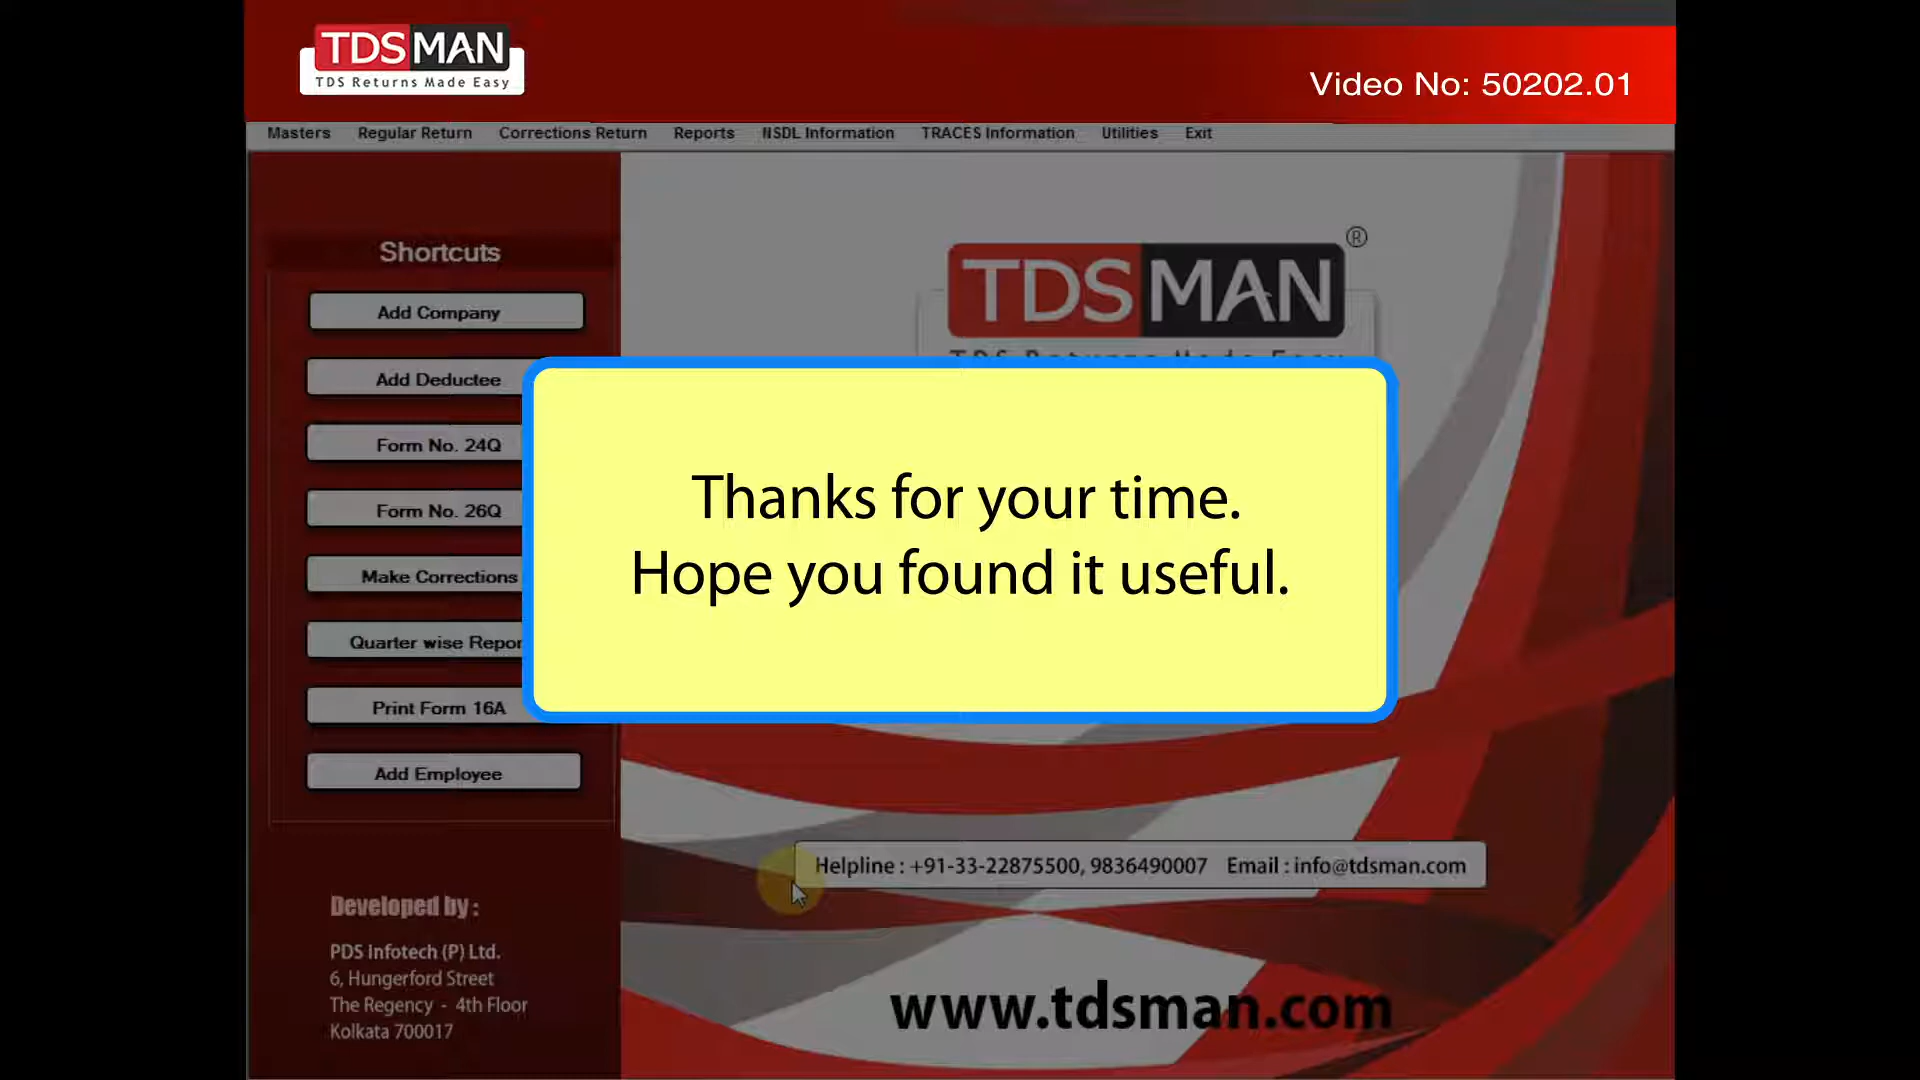 TDSMAN
TDS Returns Made Easy
Video No: 50202.01
Masters Regular Return Corrections Return Reports NSDL Information TRACES Information Utilities Exit
Shortcuts
Add Company
Add Deductee
Form No. 24Q
Form No. 26Q
Make Corrections
Quarter wise Repor
Print Form 16A
Add Employee
TDSMAN®
TDS Returns Made Easy
Thanks for your time.
Hope you found it useful.
Helpline : +91-33-22875500, 9836490007 Email : info@tdsman.com
www.tdsman.com
Developed by :
PDS Infotech (P) Ltd.
6, Hungerford Street
The Regency - 4th Floor
Kolkata 700017